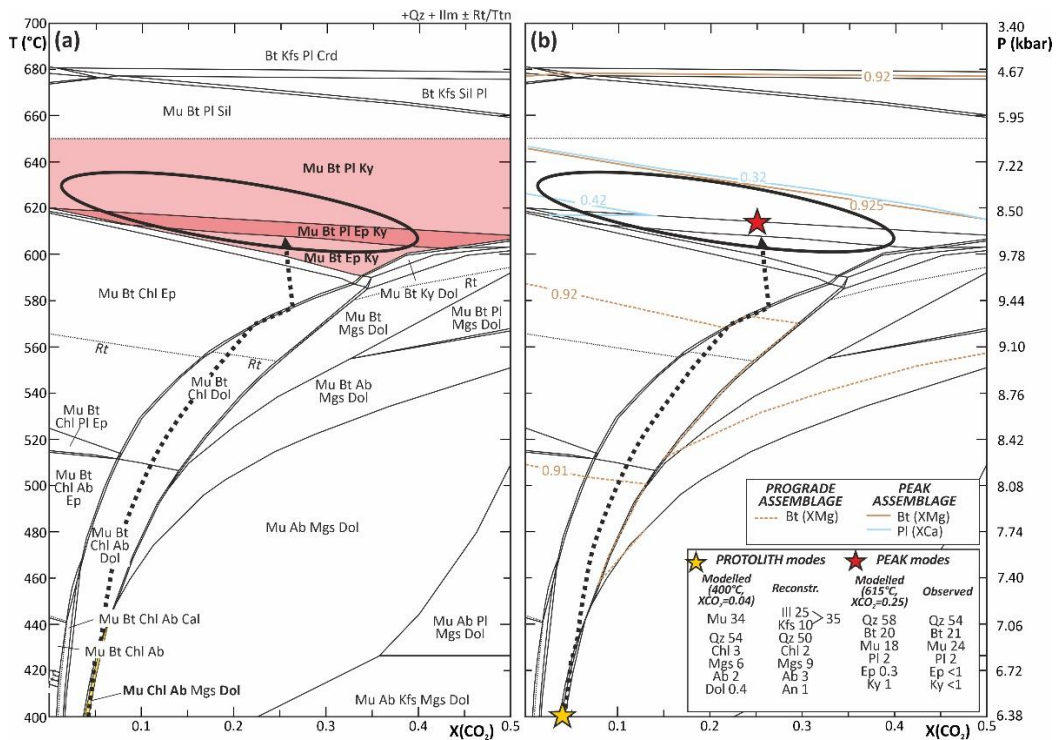 +Qz + Ilm ± Rt/Ttn
700
T (°C)
680
660
640
620
600
580
560
540
520
500
480
460
440
420
400
(a)
Bt Kfs Pl Crd
Bt Kfs Sil Pl
Mu Bt Pl Sil
Mu Bt Pl Ky
Mu Bt Pl Ep Ky
Mu Bt Ep Ky
Mu Bt Chl Ep
Mu Bt Ky Dol
Rt
Mu Bt
Mgs Dol
Mu Bt Pl
Mgs Dol
Rt
Mu Bt
Chl Dol
Mu Bt Ab
Mgs Dol
Mu Bt
Chl Pl Ep
Mu Bt
Chl Ab
Ep
Mu Bt
Chl Ab
Dol
Mu Ab Mgs Dol
Mu Bt Chl Ab Cal
Mu Bt Chl Ab
Ttn
Mu Chl Ab Mgs Dol
Mu Ab Pl
Mgs Dol
Mu Ab Kfs Mgs Dol
0.1
0.2
0.3
0.4
0.5
X(CO₂)
(b)
3.40
P (kbar)
4.67
5.95
7.22
8.50
9.78
9.44
9.10
8.76
8.42
8.08
7.74
7.40
7.06
6.72
6.38
0.92
0.32
0.925
0.42
0.92
0.91
PROGRADE
ASSEMBLAGE
Bt (XMg)
PEAK
ASSEMBLAGE
Bt (XMg)
Pl (XCa)
PROTOLITH modes
Modelled
(400°C,
XCO₂=0.04)
Reconstr.
Mu 34
Ill 25
Kfs 10
35
Qz 54
Qz 50
Chl 3
Chl 2
Mgs 6
Mgs 9
Ab 2
Ab 3
Dol 0.4
An 1
PEAK modes
Modelled
(615°C,
XCO₂=0.25)
Observed
Qz 58
Qz 54
Bt 20
Bt 21
Mu 18
Mu 24
Pl 2
Pl 2
Ep 0.3
Ep <1
Ky 1
Ky <1
0.1
0.2
0.3
0.4
0.5
X(CO₂)